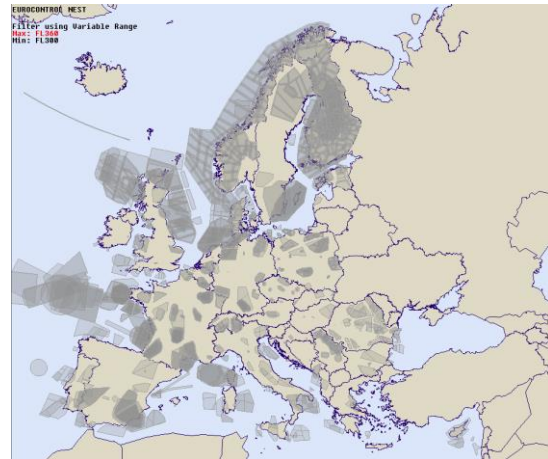 EUROCONTROL NEST
Filter using Variable Range
Max: FL360
Min: FL300